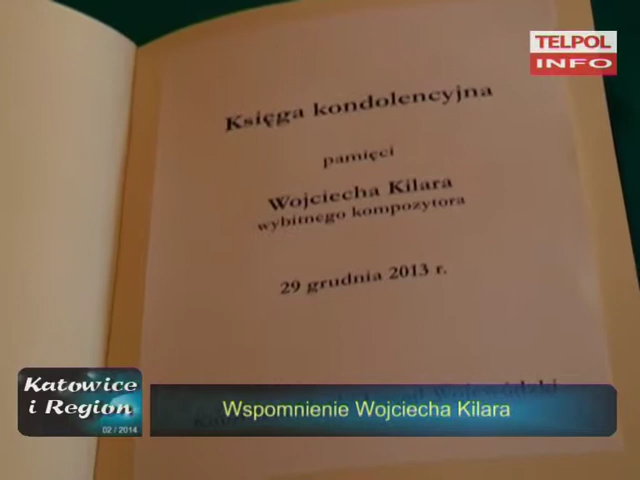 TELPOL
INFO
Księga kondolencyjna
pamięci
Wojciecha Kilara
wybitnego kompozytora
29 grudnia 2013 r.
Wojewódzki
Katowice
i Region
02 / 2014
Wspomnienie Wojciecha Kilara